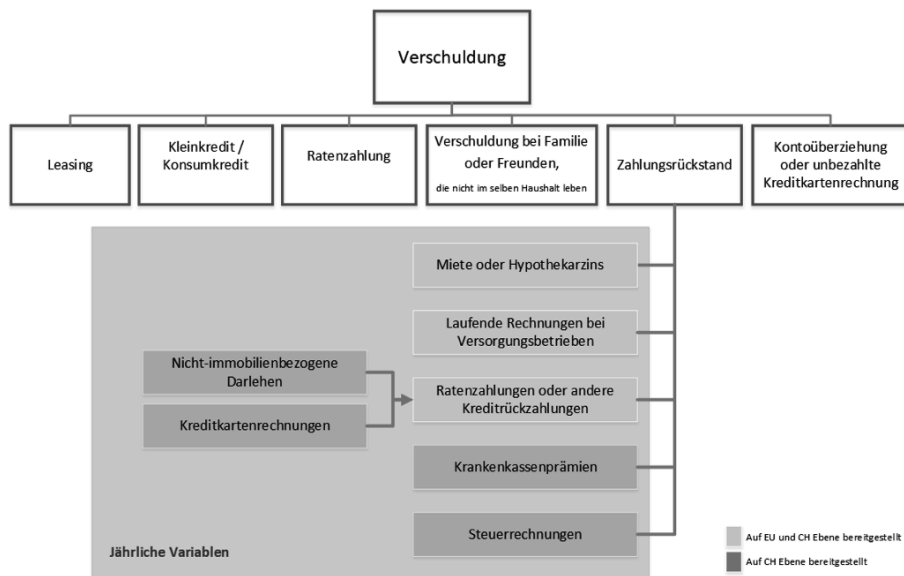 Verschuldung
Leasing
Kleinkredit /
Konsumkredit
Ratenzahlung
Verschuldung bei Familie
oder Freunden,
die nicht im selben Haushalt leben
Zahlungsrückstand
Kontoüberziehung
oder unbezahlte
Kreditkartenrechnung
Miete oder Hypothekarzins
Laufende Rechnungen bei
Versorgungsbetrieben
Nicht-immobilienbezogene
Darlehen
Kreditkartenrechnungen
Ratenzahlungen oder andere
Kreditrückzahlungen
Krankenkassenprämien
Steuerrechnungen
Jährliche Variablen
Auf EU und CH Ebene bereitgestellt
Auf CH Ebene bereitgestellt